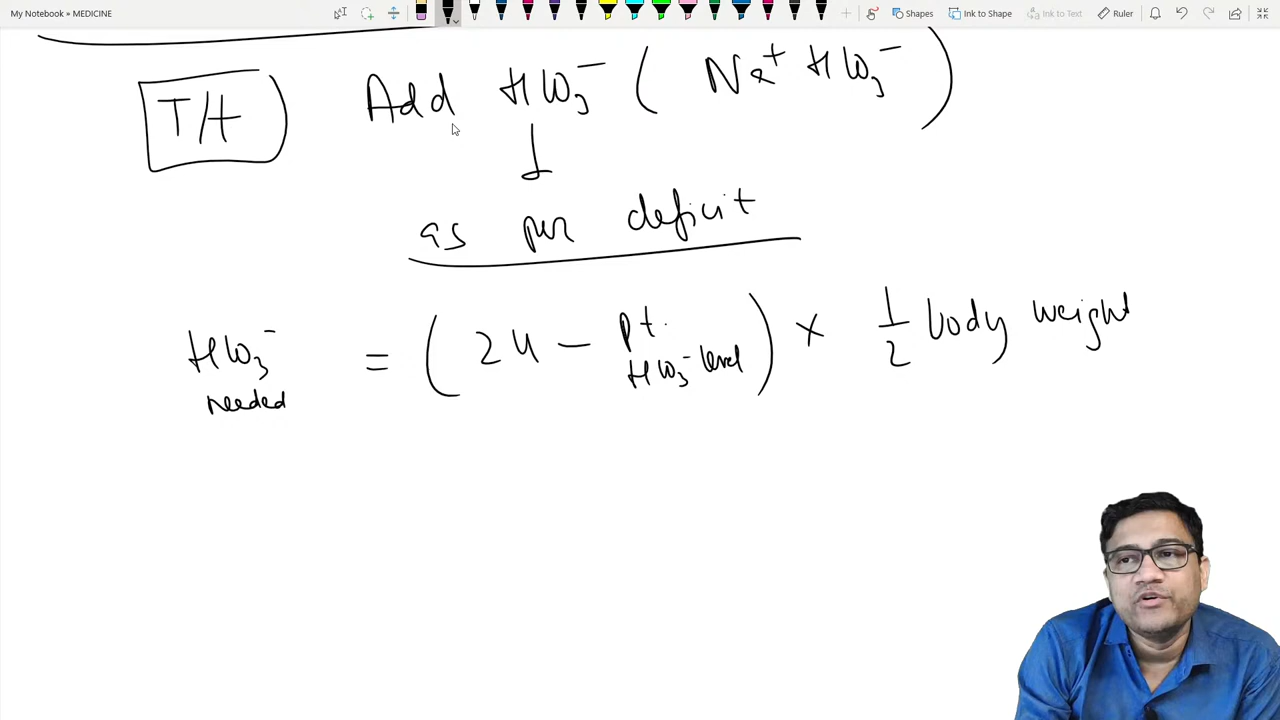 My Notebook » MEDICINE
Shapes Ink to Shape Ink to Text Ruler
T/t Add HCO3⁻ ( Na⁺ HCO3⁻ )
as per deficit
HCO3⁻ needed = ( 24 − pt. HCO3⁻ level ) × 1/2 body weight